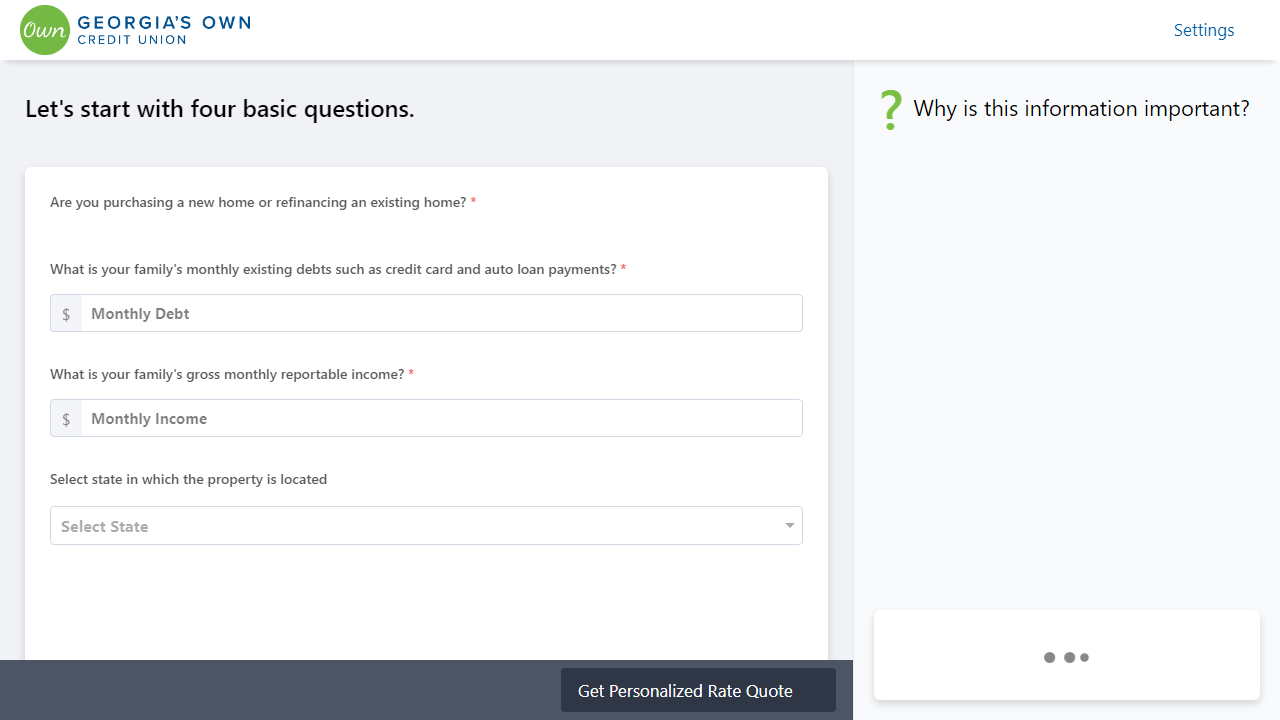 Own
GEORGIA'S OWN
CREDIT UNION
Settings
Let's start with four basic questions.
? Why is this information important?
Are you purchasing a new home or refinancing an existing home? *
What is your family's monthly existing debts such as credit card and auto loan payments? *
$ Monthly Debt
What is your family's gross monthly reportable income? *
$ Monthly Income
Select state in which the property is located
Select State
Get Personalized Rate Quote